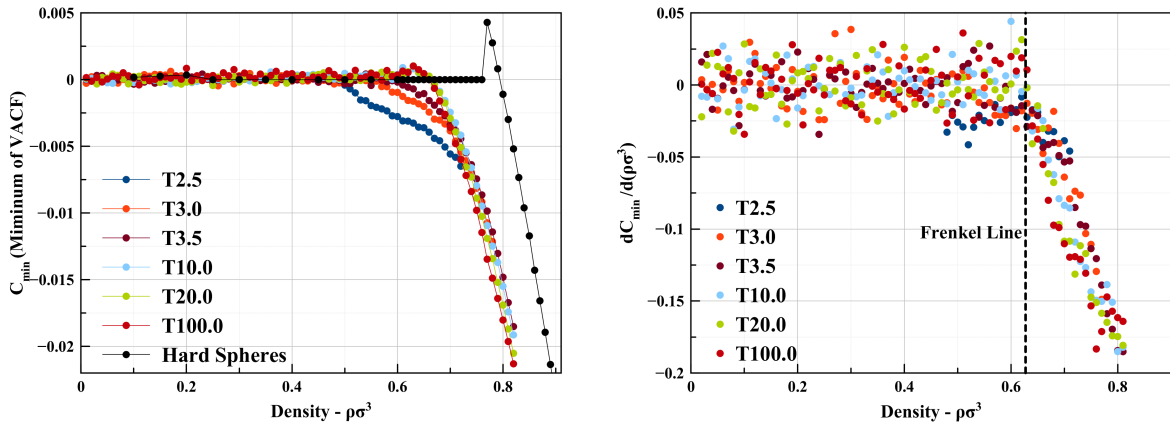 0.005
0
−0.005
−0.01
−0.015
−0.02
C_min (Minimum of VACF)
T2.5
T3.0
T3.5
T10.0
T20.0
T100.0
Hard Spheres
0 0.2 0.4 0.6 0.8
Density - ρσ³
0.05
0
−0.05
−0.1
−0.15
−0.2
dC_min/d(ρσ³)
T2.5
T3.0
T3.5
T10.0
T20.0
T100.0
Frenkel Line
0 0.2 0.4 0.6 0.8
Density - ρσ³